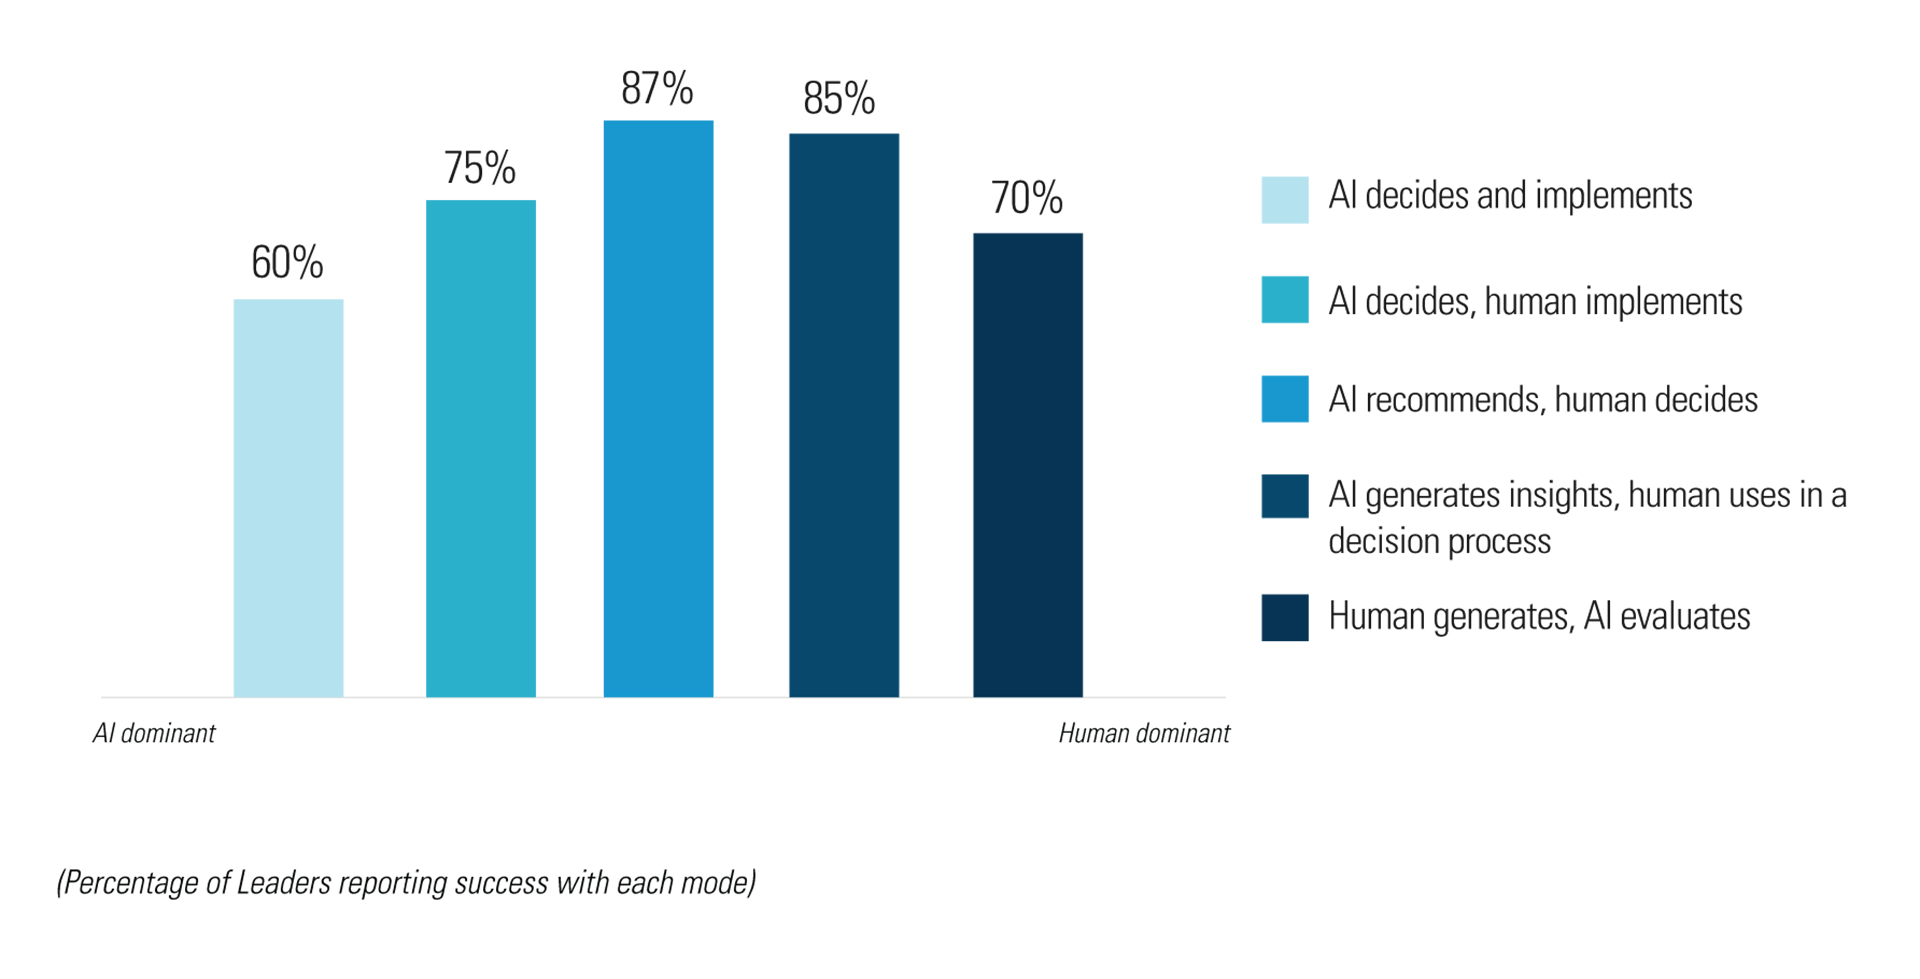 87%
85%
75%
70%
60%
AI decides and implements
AI decides, human implements
AI recommends, human decides
AI generates insights, human uses in a
decision process
Human generates, AI evaluates
AI dominant
Human dominant
(Percentage of Leaders reporting success with each mode)